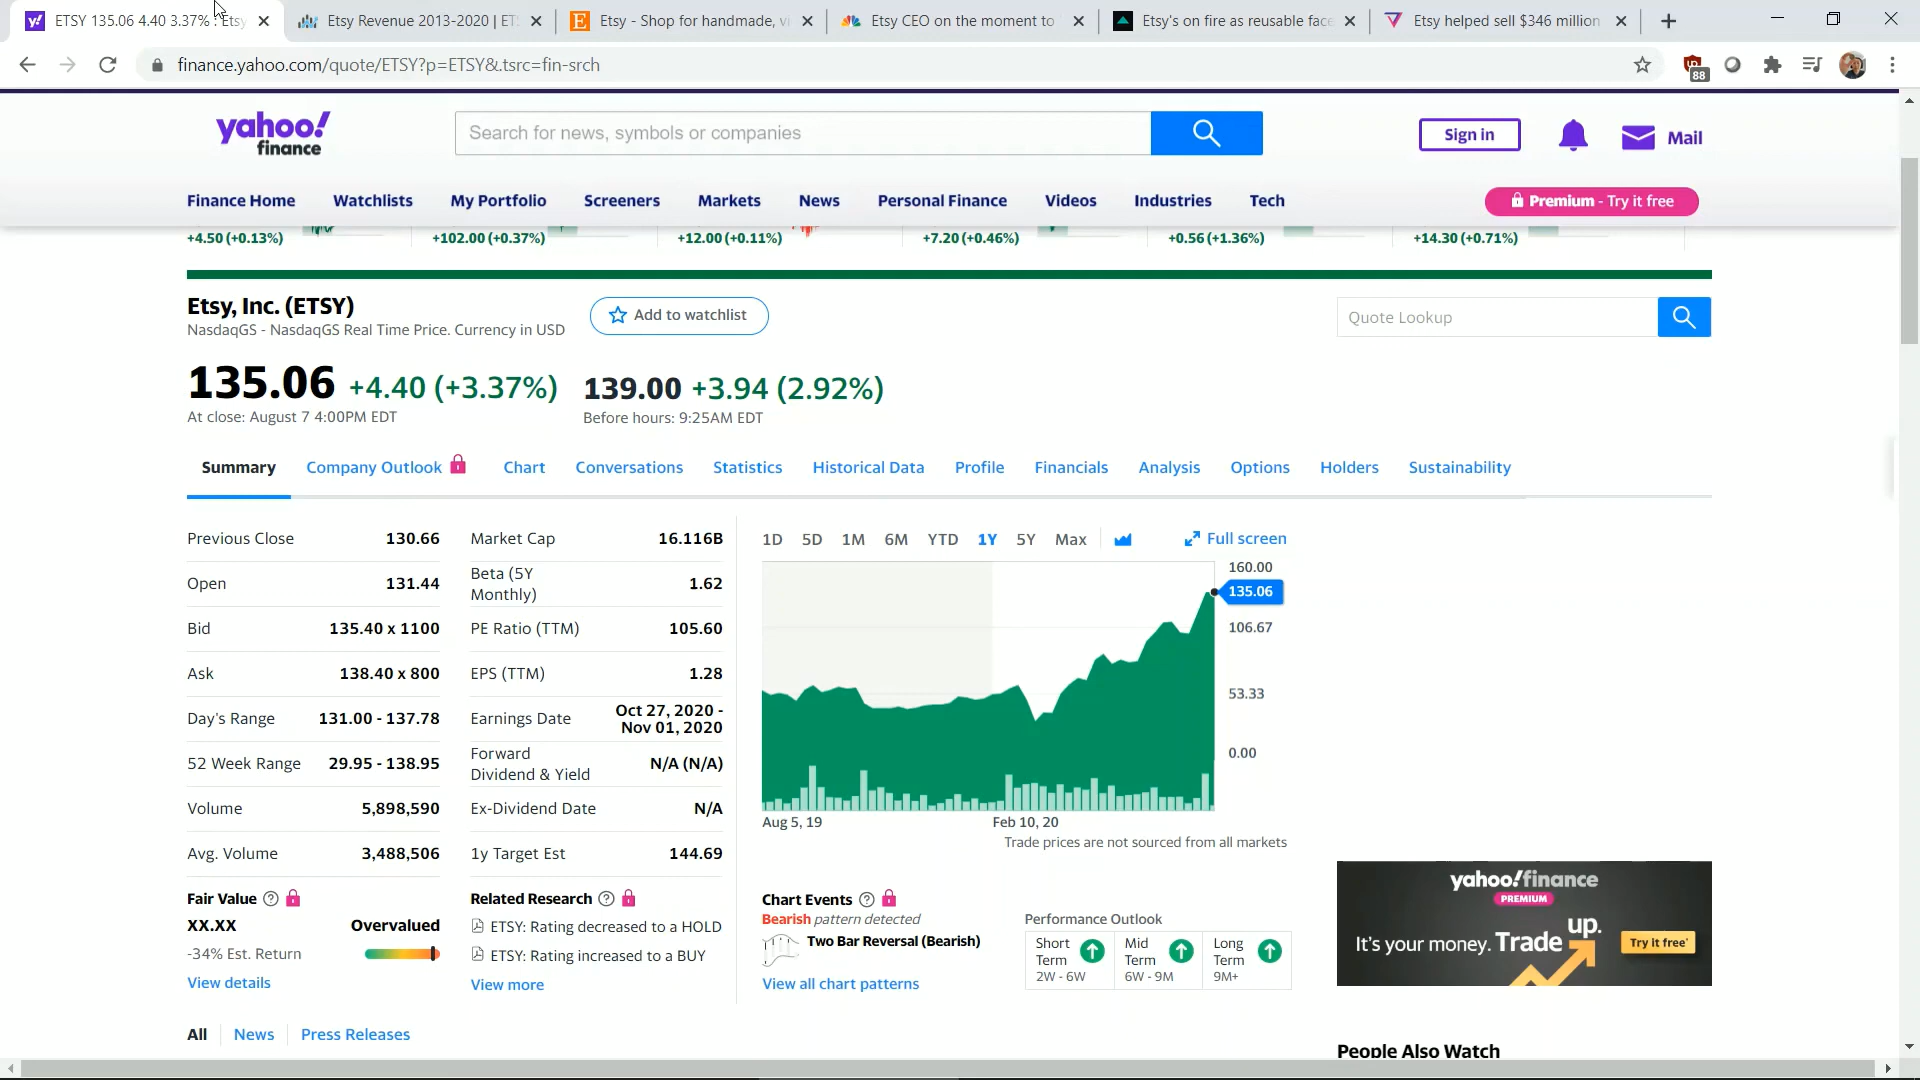 ETSY 135.06 4.40 3.37% : Etsy
Etsy Revenue 2013-2020 | ETS
Etsy - Shop for handmade, vi
Etsy CEO on the moment to
Etsy's on fire as reusable face
Etsy helped sell $346 million
finance.yahoo.com/quote/ETSY?p=ETSY&.tsrc=fin-srch
88
yahoo!
finance
Search for news, symbols or companies
Sign in
Mail
Finance Home Watchlists My Portfolio Screeners Markets News Personal Finance Videos Industries Tech
Premium - Try it free
+4.50 (+0.13%) +102.00 (+0.37%) +12.00 (+0.11%) +7.20 (+0.46%) +0.56 (+1.36%) +14.30 (+0.71%)
Etsy, Inc. (ETSY)
NasdaqGS - NasdaqGS Real Time Price. Currency in USD
Add to watchlist
Quote Lookup
135.06 +4.40 (+3.37%)
At close: August 7 4:00PM EDT
139.00 +3.94 (2.92%)
Before hours: 9:25AM EDT
Summary Company Outlook Chart Conversations Statistics Historical Data Profile Financials Analysis Options Holders Sustainability
Previous Close 130.66
Open 131.44
Bid 135.40 x 1100
Ask 138.40 x 800
Day's Range 131.00 - 137.78
52 Week Range 29.95 - 138.95
Volume 5,898,590
Avg. Volume 3,488,506
Market Cap 16.116B
Beta (5Y
Monthly) 1.62
PE Ratio (TTM) 105.60
EPS (TTM) 1.28
Earnings Date Oct 27, 2020 -
Nov 01, 2020
Forward
Dividend & Yield N/A (N/A)
Ex-Dividend Date N/A
1y Target Est 144.69
1D 5D 1M 6M YTD 1Y 5Y Max
Full screen
160.00
135.06
106.67
53.33
0.00
Aug 5, 19 Feb 10, 20
Trade prices are not sourced from all markets
Fair Value
XX.XX Overvalued
-34% Est. Return
View details
Related Research
ETSY: Rating decreased to a HOLD
ETSY: Rating increased to a BUY
View more
Chart Events
Bearish pattern detected
Two Bar Reversal (Bearish)
View all chart patterns
Performance Outlook
Short
Term
2W - 6W
Mid
Term
6W - 9M
Long
Term
9M+
yahoo!finance
PREMIUM
It's your money. Trade up.
Try it free*
All News Press Releases
People Also Watch